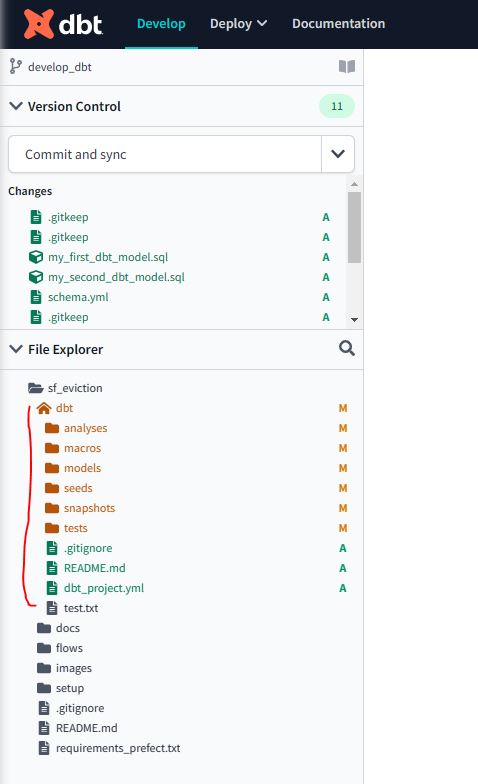 dbt Develop Deploy Documentation
develop_dbt
Version Control 11
Commit and sync
Changes
.gitkeep A
.gitkeep A
my_first_dbt_model.sql A
my_second_dbt_model.sql A
schema.yml A
.gitkeep A
File Explorer
sf_eviction
dbt M
analyses M
macros M
models M
seeds M
snapshots M
tests M
.gitignore A
README.md A
dbt_project.yml A
test.txt
docs
flows
images
setup
.gitignore
README.md
requirements_prefect.txt